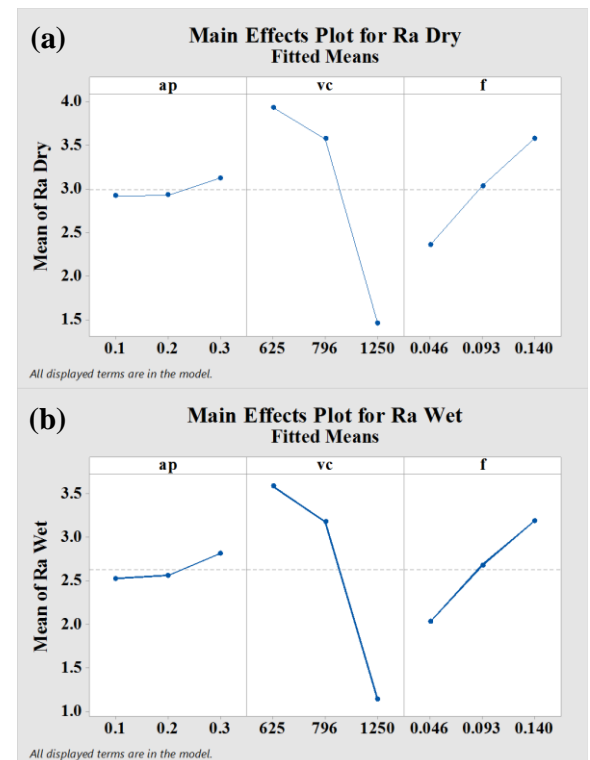 (a)
Main Effects Plot for Ra Dry
Fitted Means
ap vc f
Mean of Ra Dry
4.0
3.5
3.0
2.5
2.0
1.5
0.1 0.2 0.3 625 796 1250 0.046 0.093 0.140
All displayed terms are in the model.
(b)
Main Effects Plot for Ra Wet
Fitted Means
ap vc f
Mean of Ra Wet
3.5
3.0
2.5
2.0
1.5
1.0
0.1 0.2 0.3 625 796 1250 0.046 0.093 0.140
All displayed terms are in the model.